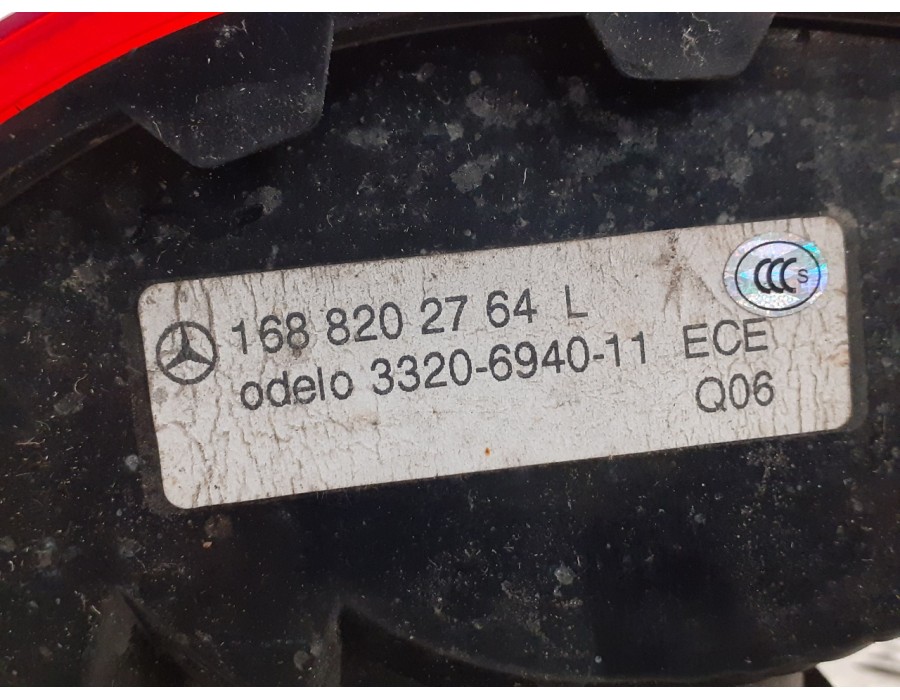 CCC S
168 820 27 64 L
odelo 3320-6940-11 ECE
Q06